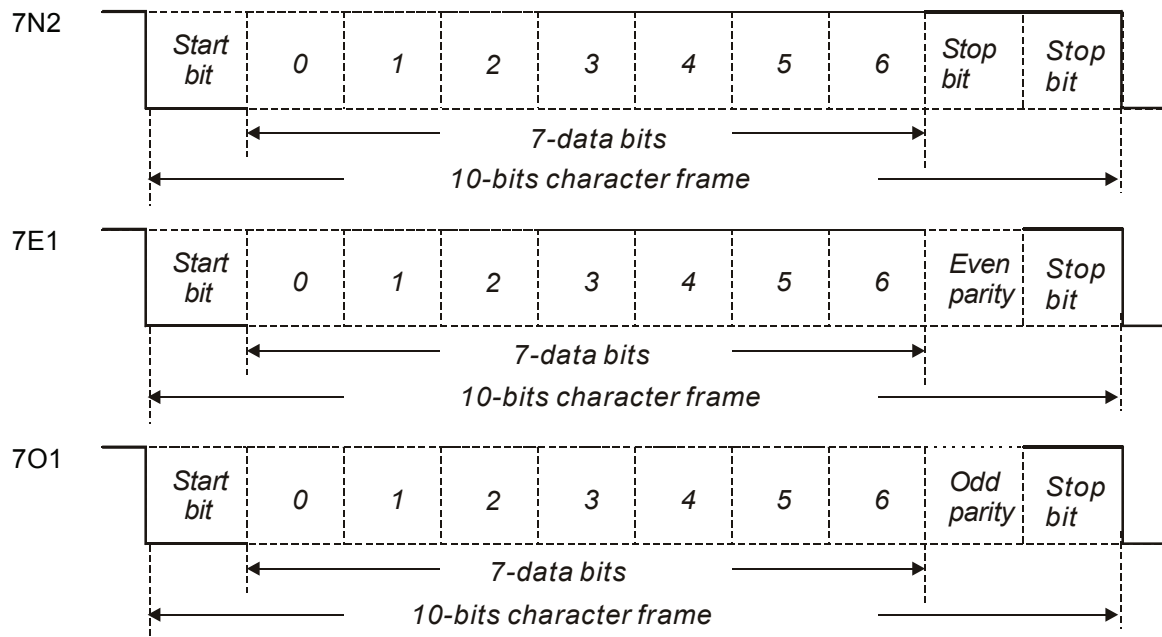 7N2
Start bit 0 1 2 3 4 5 6 Stop bit Stop bit
7-data bits
10-bits character frame
7E1
Start bit 0 1 2 3 4 5 6 Even parity Stop bit
7-data bits
10-bits character frame
7O1
Start bit 0 1 2 3 4 5 6 Odd parity Stop bit
7-data bits
10-bits character frame